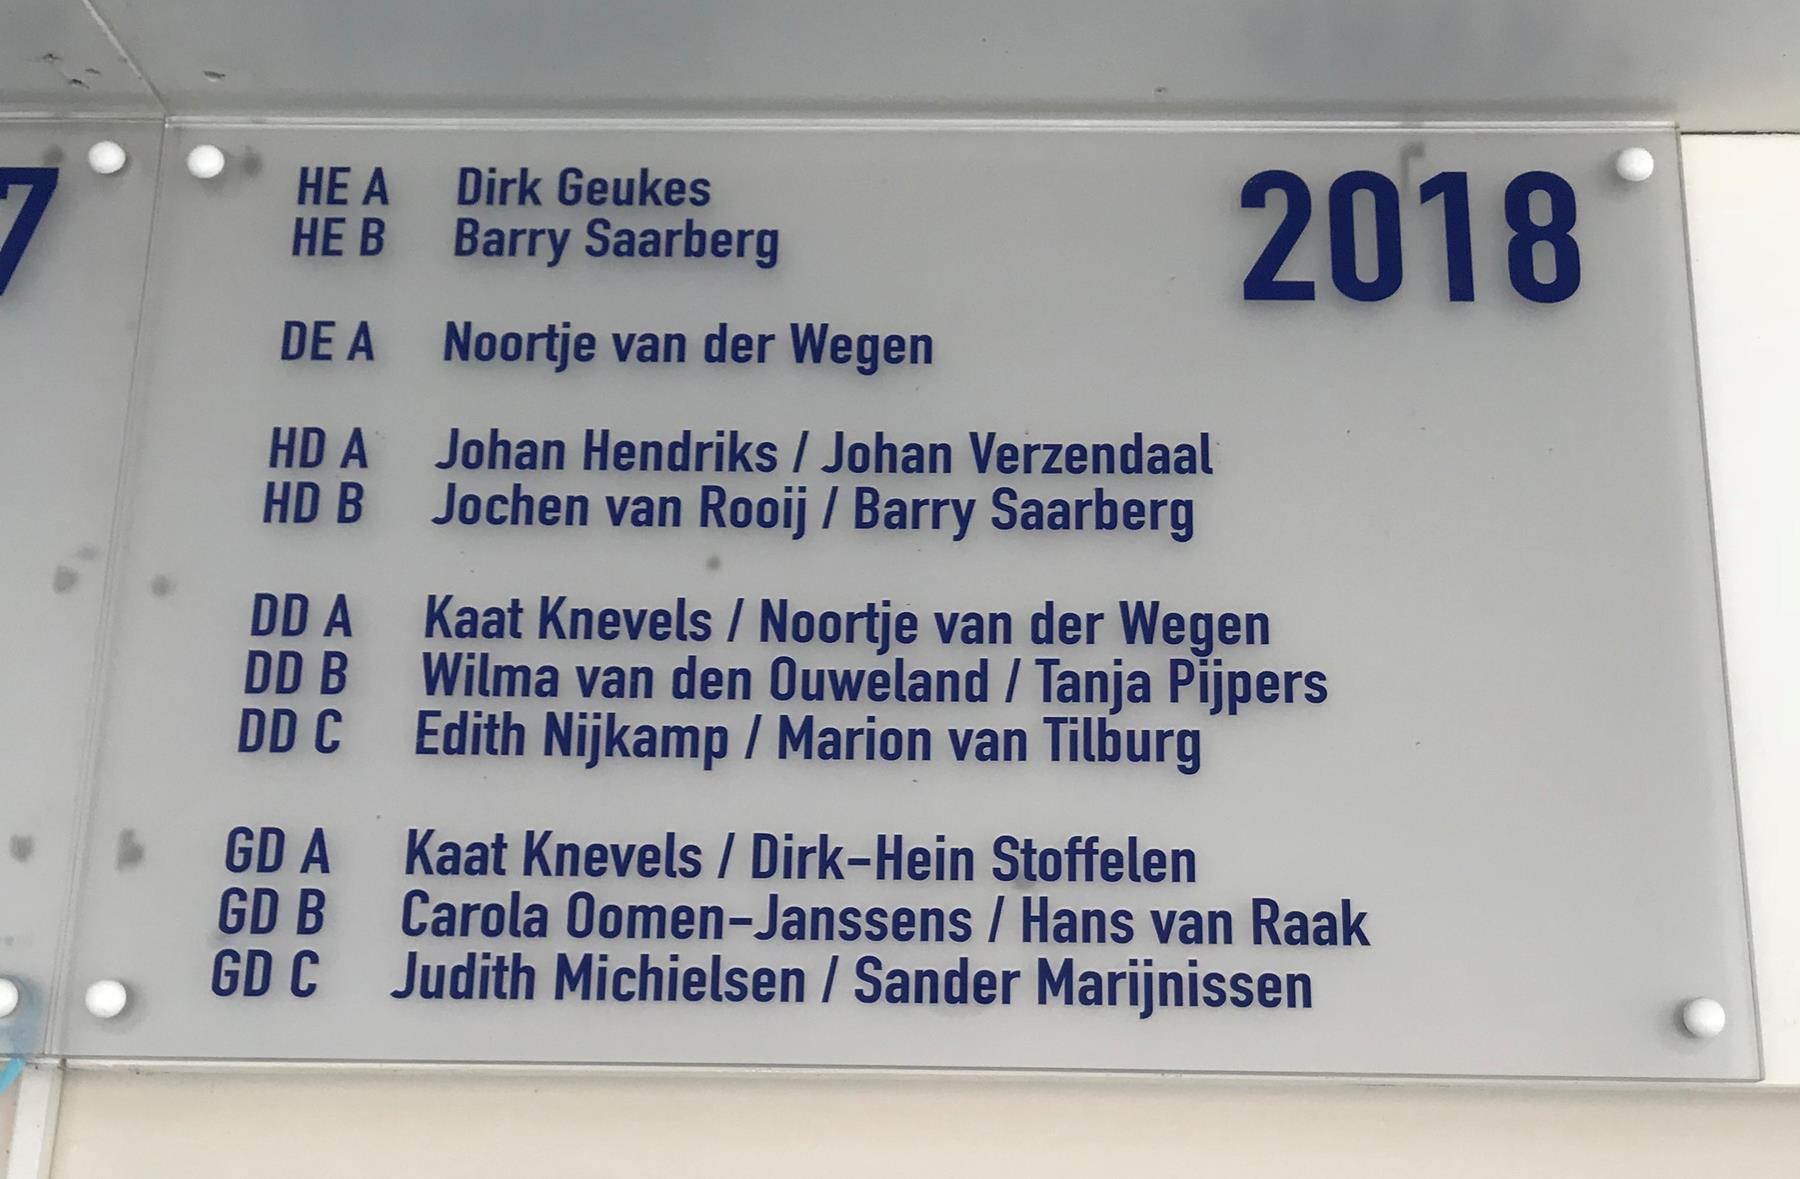 7
HE A Dirk Geukes 2018
HE B Barry Saarberg
DE A Noortje van der Wegen
HD A Johan Hendriks / Johan Verzendaal
HD B Jochen van Rooij / Barry Saarberg
DD A Kaat Knevels / Noortje van der Wegen
DD B Wilma van den Ouweland / Tanja Pijpers
DD C Edith Nijkamp / Marion van Tilburg
GD A Kaat Knevels / Dirk-Hein Stoffelen
GD B Carola Oomen-Janssens / Hans van Raak
GD C Judith Michielsen / Sander Marijnissen